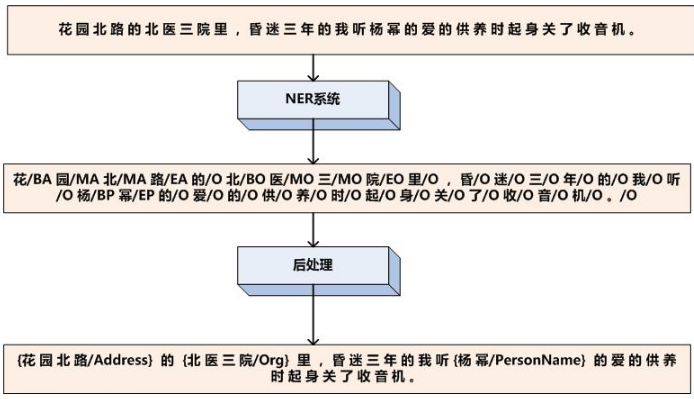 花园北路的北医三院里，昏迷三年的我听杨幂的爱的供养时起身关了收音机。
NER系统
花/BA 园/MA 北/MA 路/EA 的/O 北/BO 医/MO 三/MO 院/EO 里/O ，昏/O 迷/O 三/O 年/O 的/O 我/O 听
/O 杨/BP 幂/EP 的/O 爱/O 的/O 供/O 养/O 时/O 起/O 身/O 关/O 了/O 收/O 音/O 机/O 。/O
后处理
{花园北路/Address} 的 {北医三院/Org} 里，昏迷三年的我听{杨幂/PersonName} 的爱的供养
时起身关了收音机。